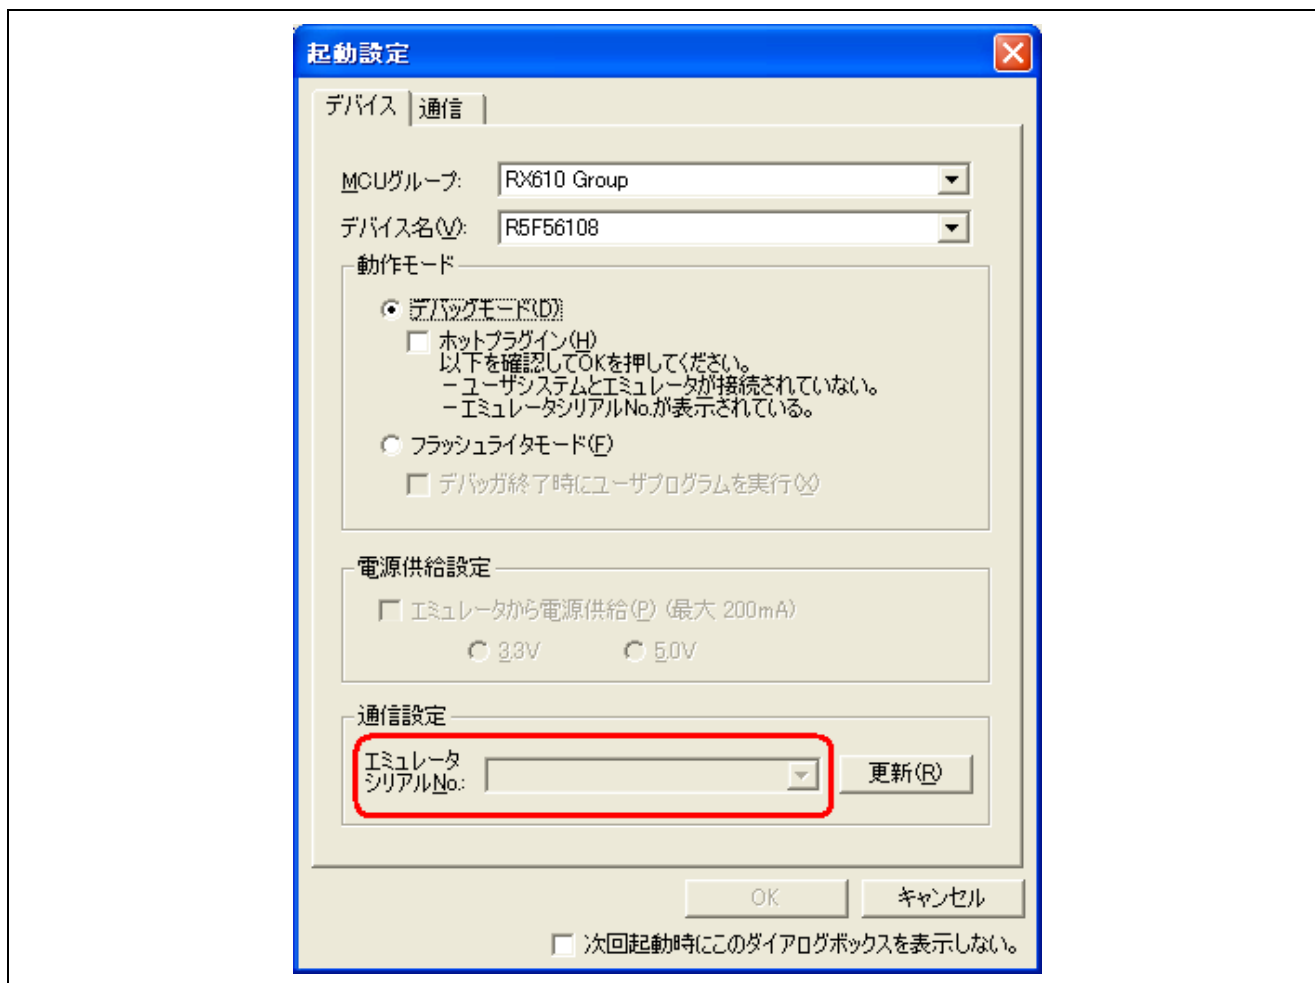 起動設定
デバイス 通信
MCUグループ: RX610 Group
デバイス名(V): R5F56108
動作モード
デバッグモード(D)
ホットプラグイン(H)
以下を確認してOKを押してください。
－ユーザシステムとエミュレータが接続されていない。
－エミュレータシリアルNo.が表示されている。
フラッシュライタモード(F)
デバッガ終了時にユーザプログラムを実行(X)
電源供給設定
エミュレータから電源供給(P) (最大 200mA)
3.3V 5.0V
通信設定
エミュレータ
シリアルNo.: 更新(R)
OK キャンセル
次回起動時にこのダイアログボックスを表示しない。